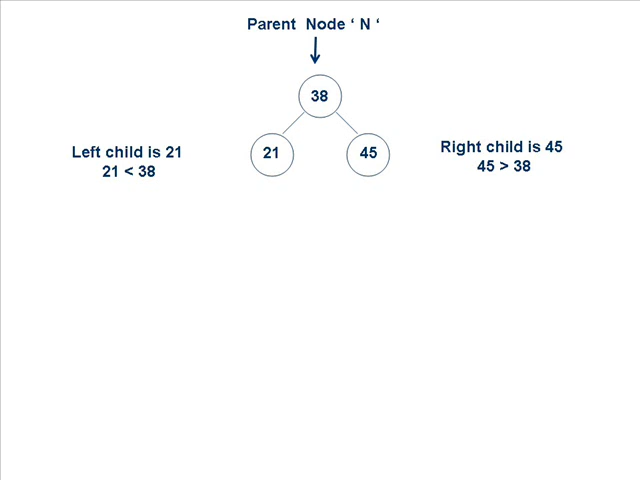 Parent Node ‘ N ‘
38
21
45
Left child is 21
21 < 38
Right child is 45
45 > 38